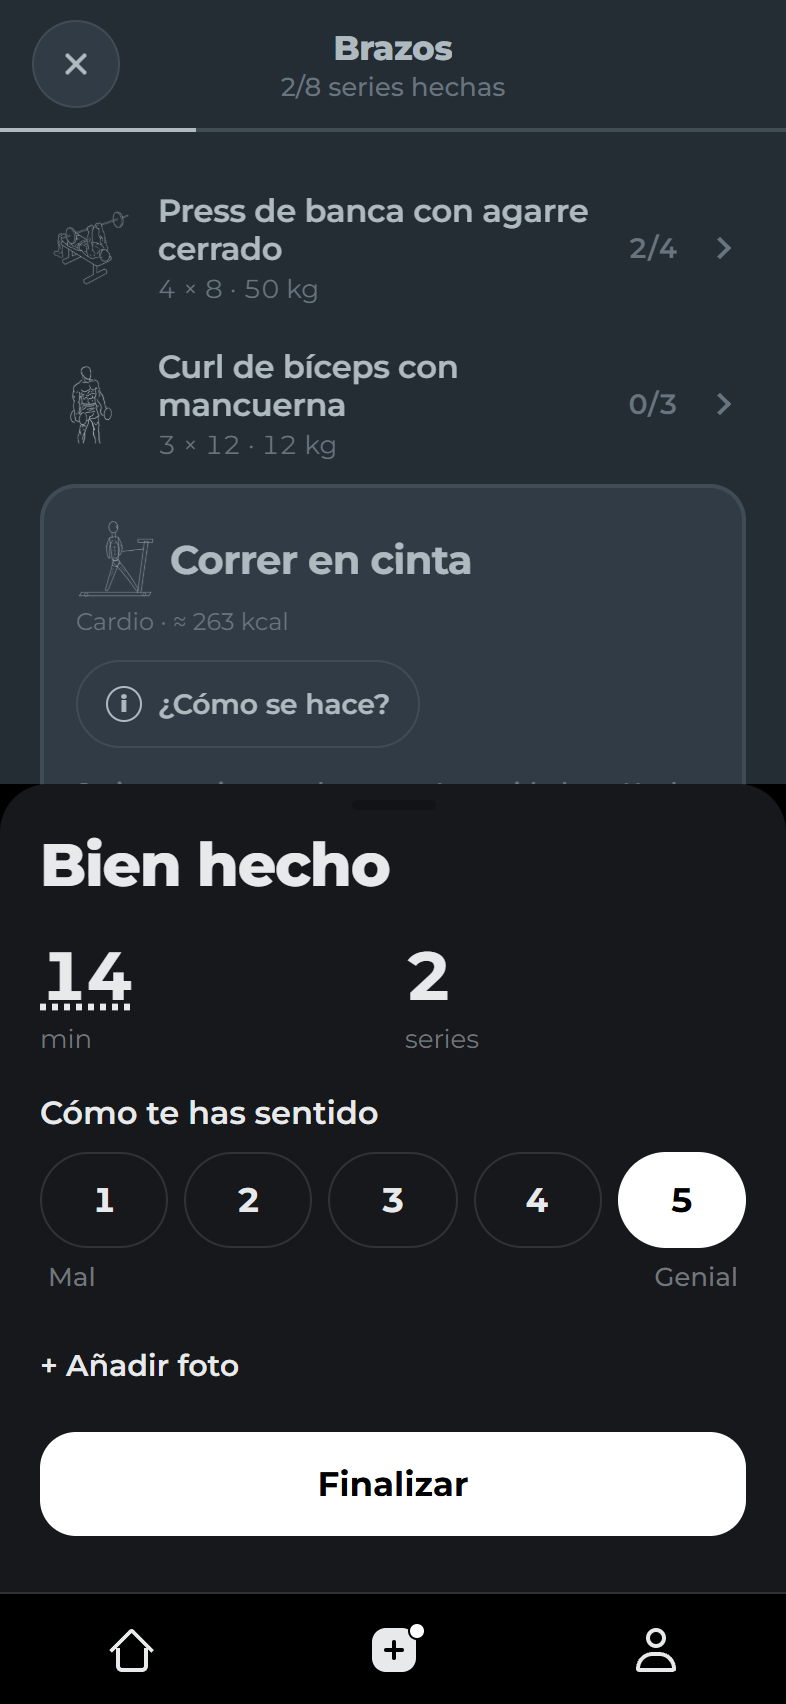 Brazos
2/8 series hechas
Press de banca con agarre
cerrado
2/4
4 × 8 · 50 kg
Curl de bíceps con
mancuerna
0/3
3 × 12 · 12 kg
Correr en cinta
Cardio · ≈ 263 kcal
¿Cómo se hace?
Bien hecho
14
min
2
series
Cómo te has sentido
1 2 3 4 5
Mal
Genial
+ Añadir foto
Finalizar